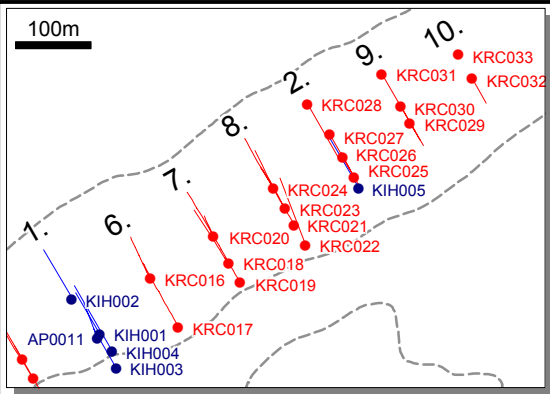 100m
10.
KRC033
9.
KRC031
KRC032
2.
KRC028
KRC030
KRC029
8.
KRC027
KRC026
KRC025
KIH005
7.
KRC024
KRC023
KRC021
KRC022
1.
6.
KRC020
KRC018
KRC016
KRC019
KIH002
KRC017
AP0011
KIH001
KIH004
KIH003